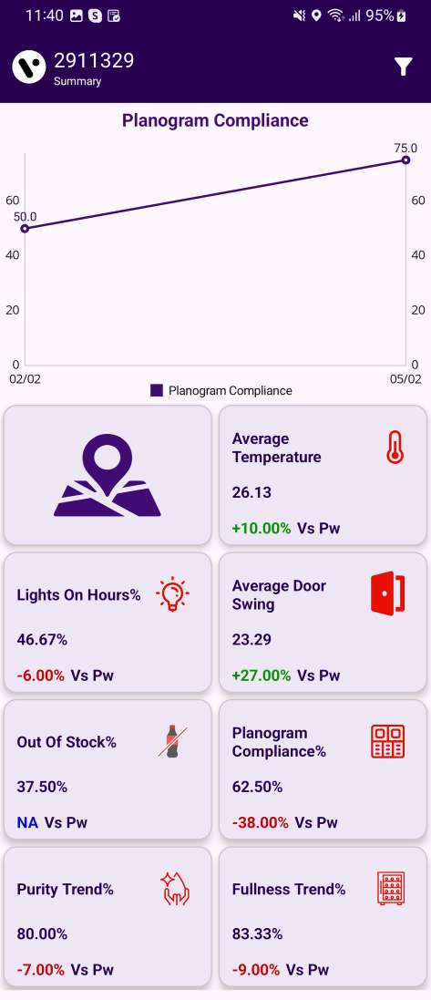 11:40
95%
2911329
Summary
Planogram Compliance
75.0
60
60
50.0
40
40
20
20
0
0
02/02
05/02
Planogram Compliance
Average
Temperature
26.13
+10.00% Vs Pw
Lights On Hours%
46.67%
-6.00% Vs Pw
Average Door
Swing
23.29
+27.00% Vs Pw
Out Of Stock%
37.50%
NA Vs Pw
Planogram
Compliance%
62.50%
-38.00% Vs Pw
Purity Trend%
80.00%
-7.00% Vs Pw
Fullness Trend%
83.33%
-9.00% Vs Pw